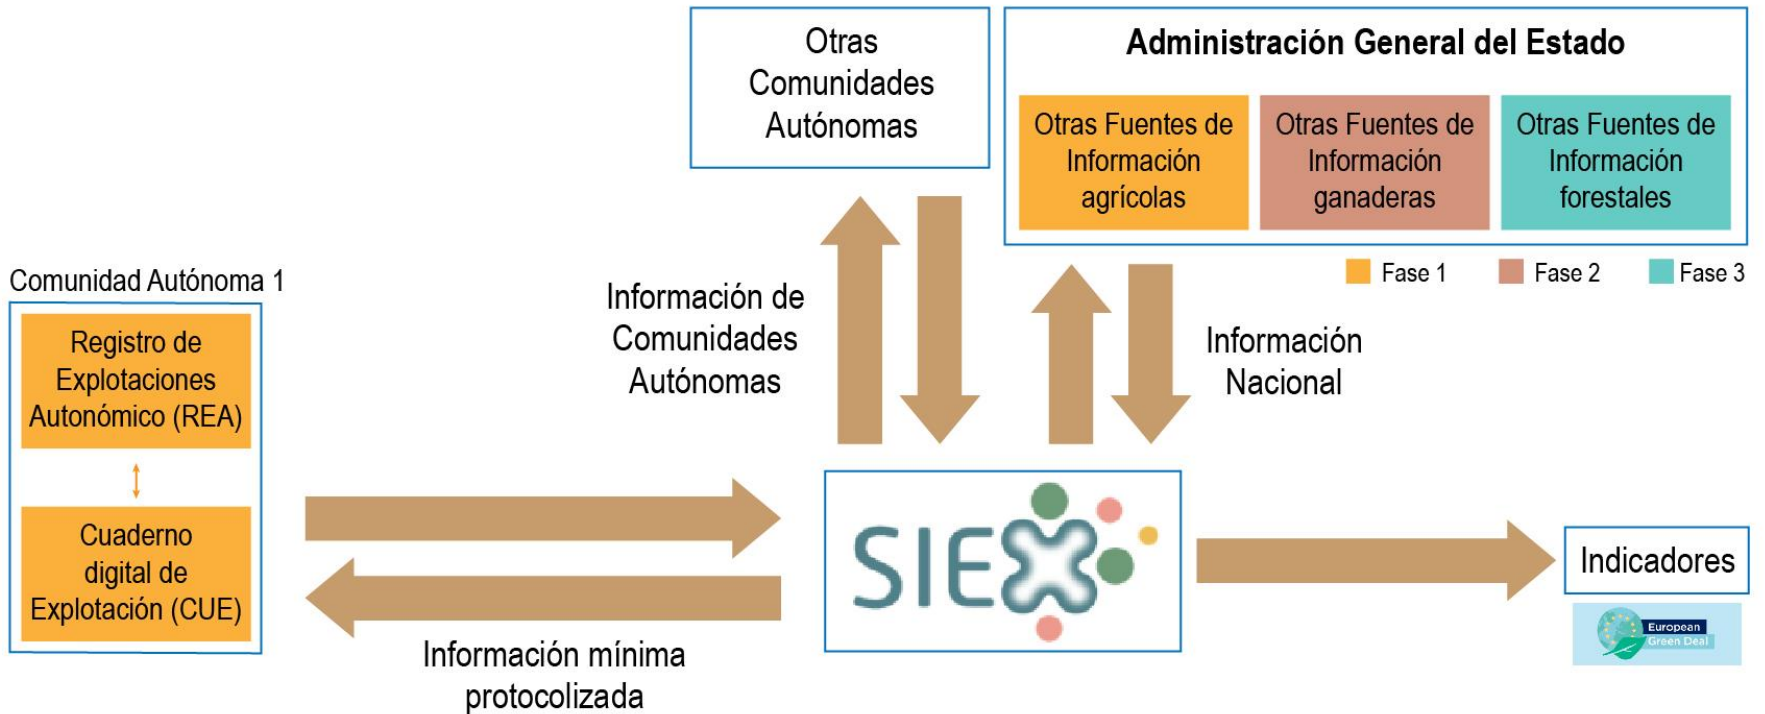 Otras
Comunidades
Autónomas
Administración General del Estado
Otras Fuentes de
Información
agrícolas
Otras Fuentes de
Información
ganaderas
Otras Fuentes de
Información
forestales
Fase 1
Fase 2
Fase 3
Comunidad Autónoma 1
Registro de
Explotaciones
Autonómico (REA)
Cuaderno
digital de
Explotación (CUE)
Información de
Comunidades
Autónomas
Información
Nacional
Información mínima
protocolizada
SIEX
Indicadores
European
Green Deal